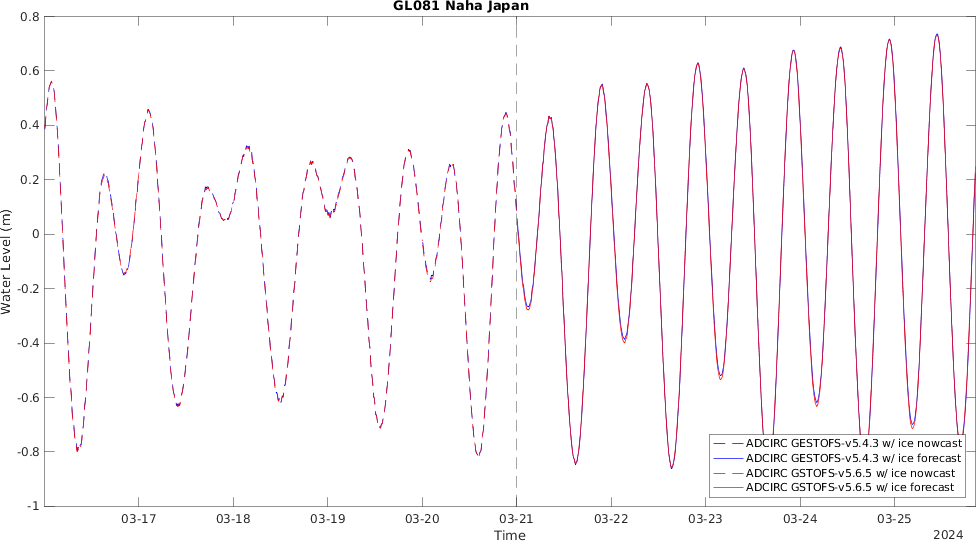 GL081 Naha Japan
0.8
0.6
0.4
0.2
0
-0.2
-0.4
-0.6
-0.8
-1
Water Level (m)
ADCIRC GESTOFS-v5.4.3 w/ ice nowcast
ADCIRC GESTOFS-v5.4.3 w/ ice forecast
ADCIRC GSTOFS-v5.6.5 w/ ice nowcast
ADCIRC GSTOFS-v5.6.5 w/ ice forecast
03-17 03-18 03-19 03-20 03-21 03-22 03-23 03-24 03-25
Time
2024